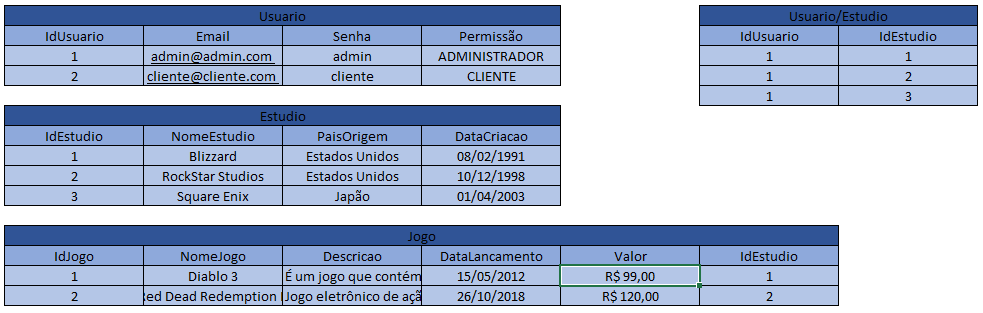 Usuario
IdUsuario Email Senha Permissão
1 admin@admin.com admin ADMINISTRADOR
2 cliente@cliente.com cliente CLIENTE
Usuario/Estudio
IdUsuario IdEstudio
1 1
1 2
1 3
Estudio
IdEstudio NomeEstudio PaisOrigem DataCriacao
1 Blizzard Estados Unidos 08/02/1991
2 RockStar Studios Estados Unidos 10/12/1998
3 Square Enix Japão 01/04/2003
Jogo
IdJogo NomeJogo Descricao DataLancamento Valor IdEstudio
1 Diablo 3 É um jogo que contém 15/05/2012 R$ 99,00 1
2 Red Dead Redemption Jogo eletrônico de açã 26/10/2018 R$ 120,00 2